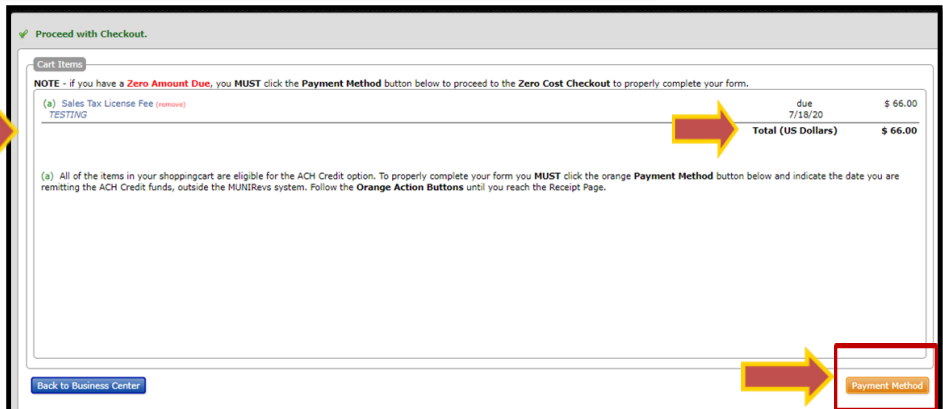 Proceed with Checkout.
Cart Items
NOTE - if you have a Zero Amount Due, you MUST click the Payment Method button below to proceed to the Zero Cost Checkout to properly complete your form.
(a) Sales Tax License Fee (remove) due $ 66.00
TESTING 7/18/20
Total (US Dollars) $ 66.00
(a) All of the items in your shoppingcart are eligible for the ACH Credit option. To properly complete your form you MUST click the orange Payment Method button below and indicate the date you are
remitting the ACH Credit funds, outside the MUNIRevs system. Follow the Orange Action Buttons until you reach the Receipt Page.
Back to Business Center Payment Method